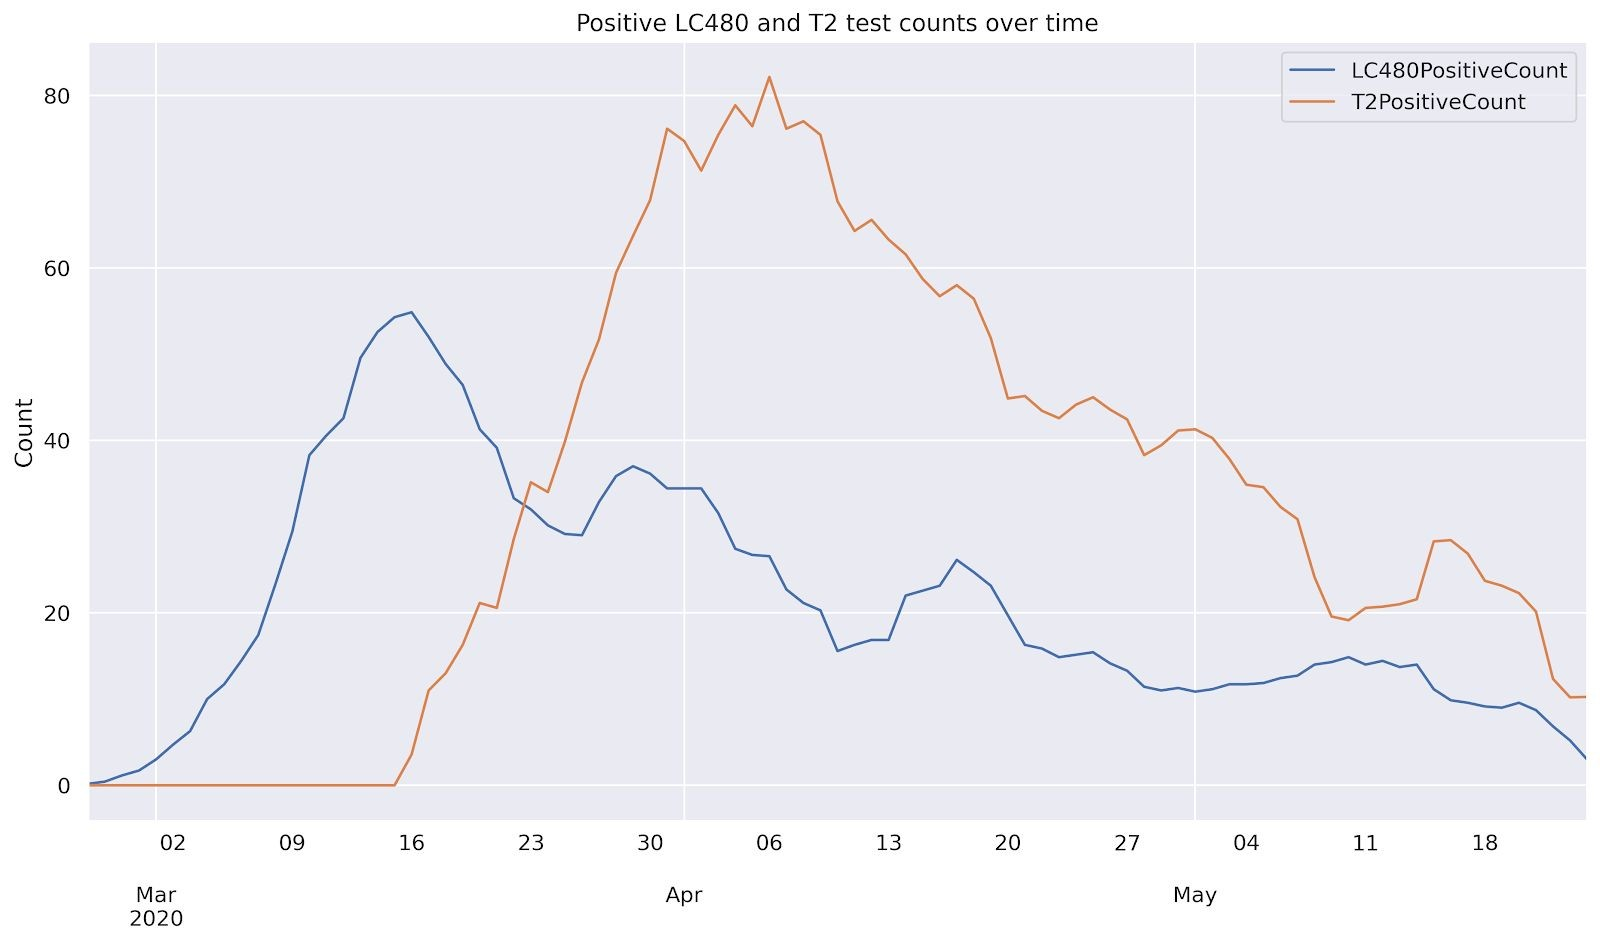 Positive LC480 and T2 test counts over time
LC480PositiveCount
T2PositiveCount
80
60
40
20
0
Count
02 09 16 23 30 06 13 20 27 04 11 18
Mar Apr May
2020